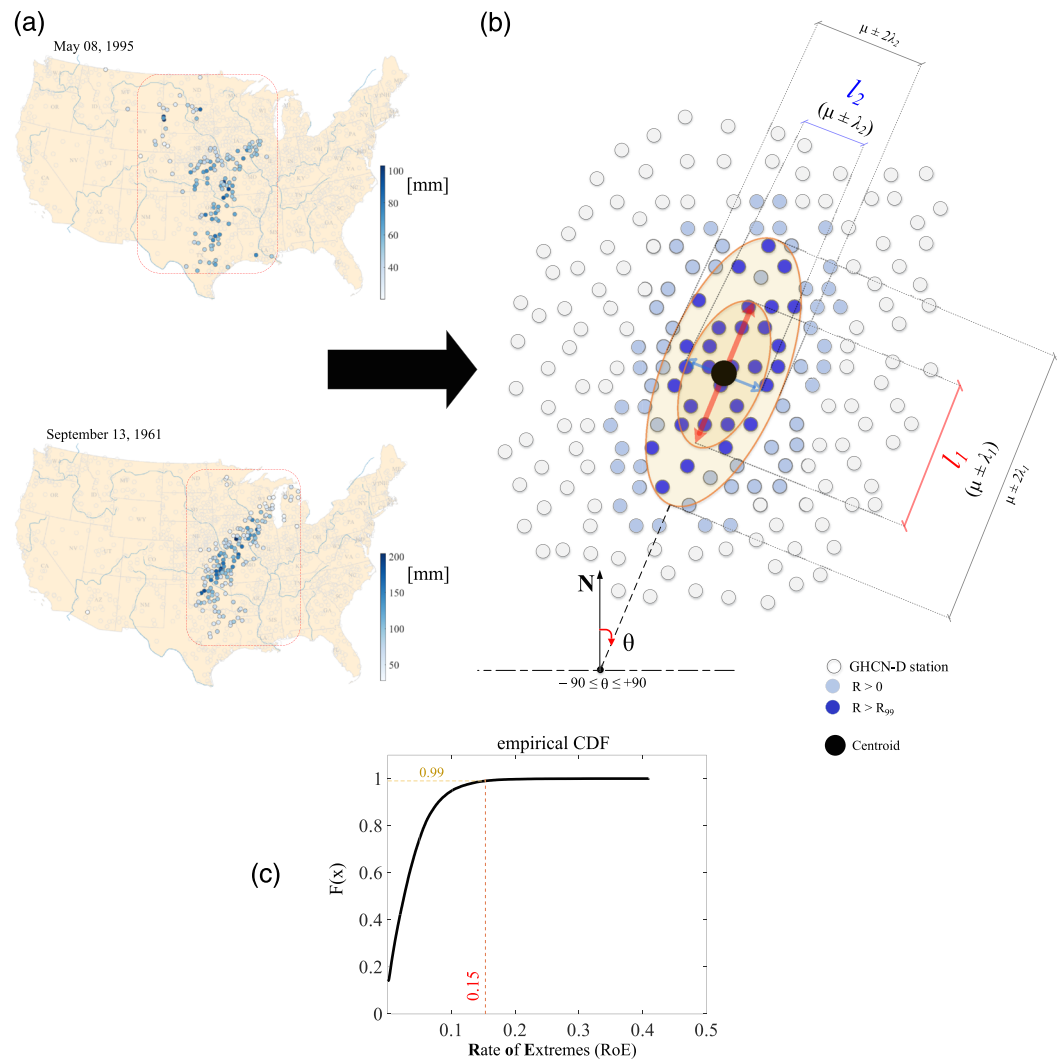 (a)
May 08, 1995
100
80
60
40
[mm]
September 13, 1961
200
150
100
50
[mm]
(b)
μ ± 2λ₂
l₂
(μ ± λ₂)
l₁
(μ ± λ₁)
μ ± 2λ₁
N
θ
− 90 ≤ θ ≤ +90
GHCN-D station
R > 0
R > R₉₉
Centroid
(c)
empirical CDF
F(x)
1
0.8
0.6
0.4
0.2
0
0.99
0.15
0.1
0.2
0.3
0.4
0.5
Rate of Extremes (RoE)